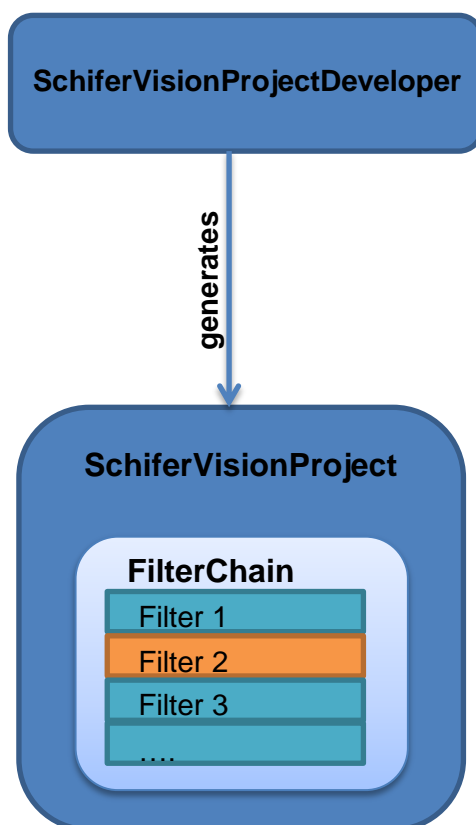 SchiferVisionProjectDeveloper
generates
SchiferVisionProject
FilterChain
Filter 1
Filter 2
Filter 3
....